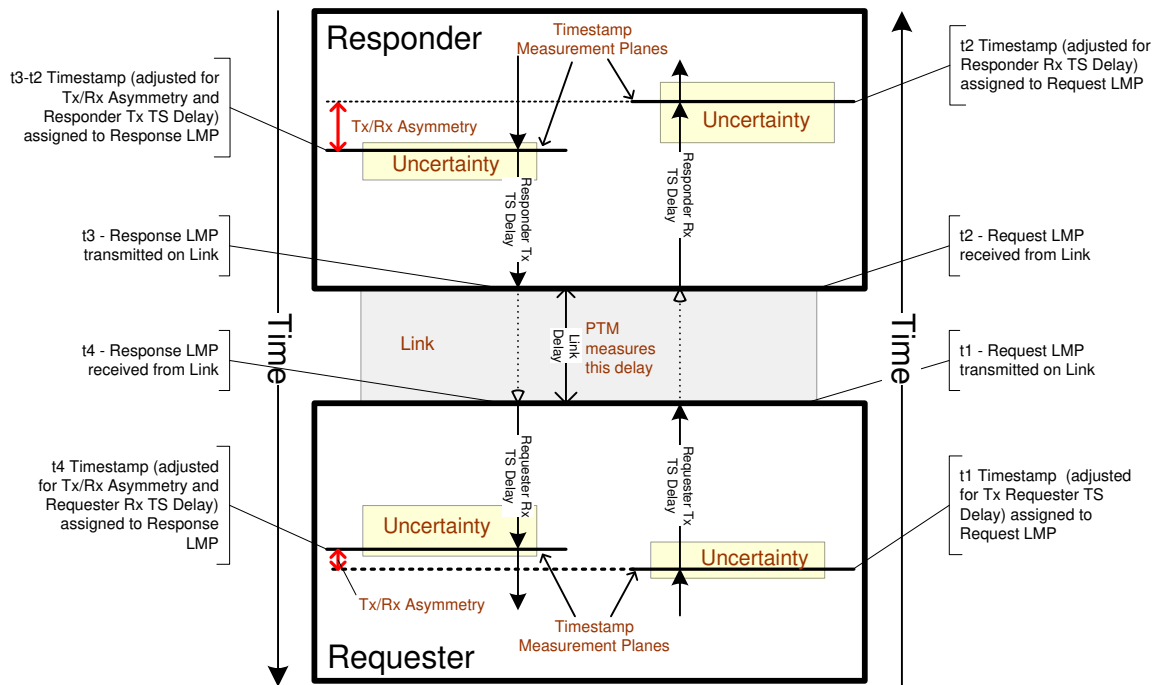 Responder
Timestamp
Measurement Planes
t3-t2 Timestamp (adjusted for
Tx/Rx Asymmetry and
Responder Tx TS Delay)
assigned to Response LMP
t2 Timestamp (adjusted for
Responder Rx TS Delay)
assigned to Request LMP
Tx/Rx Asymmetry
Uncertainty
Uncertainty
Responder Tx
TS Delay
Responder Rx
TS Delay
t3 - Response LMP
transmitted on Link
t2 - Request LMP
received from Link
Time
Time
Link
Link
Delay
PTM
measures
this delay
t4 - Response LMP
received from Link
t1 - Request LMP
transmitted on Link
Requester Rx
TS Delay
Requester Tx
TS Delay
t4 Timestamp (adjusted
for Tx/Rx Asymmetry and
Requester Rx TS Delay)
assigned to Response
LMP
t1 Timestamp (adjusted
for Tx Requester TS
Delay) assigned to
Request LMP
Uncertainty
Uncertainty
Tx/Rx Asymmetry
Timestamp
Measurement Planes
Requester